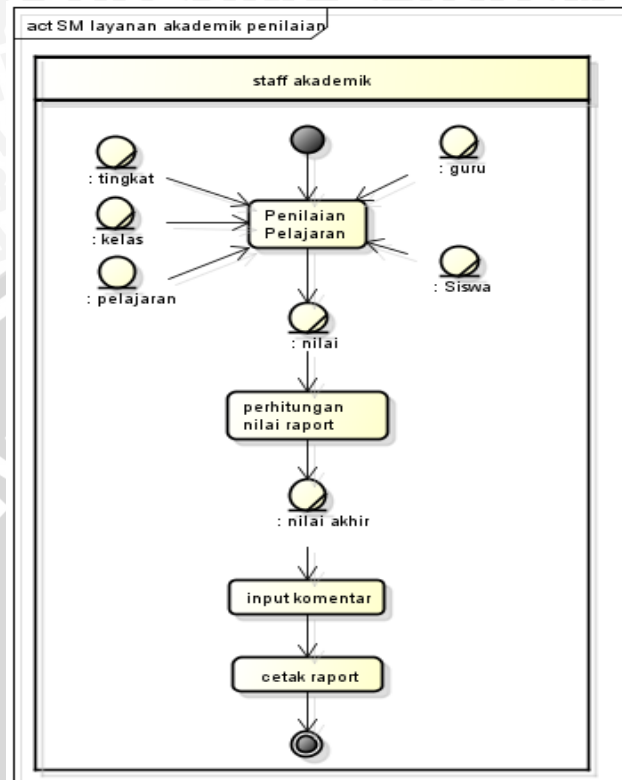 act SM layanan akademik penilaian
staff akademik
: tingkat
: guru
Penilaian
Pelajaran
: kelas
: pelajaran
: Siswa
: nilai
perhitungan
nilai raport
: nilai akhir
input komentar
cetak raport